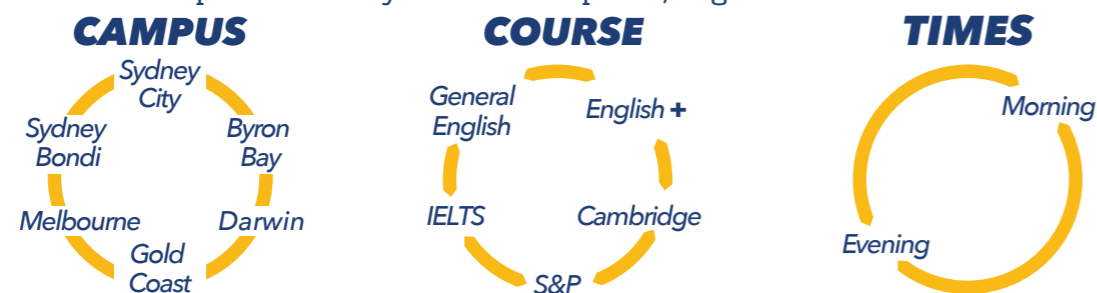 CAMPUS
Sydney
City
Sydney
Bondi
Byron
Bay
Melbourne
Darwin
Gold
Coast
COURSE
General
English
English +
IELTS
Cambridge
S&P
TIMES
Morning
Evening